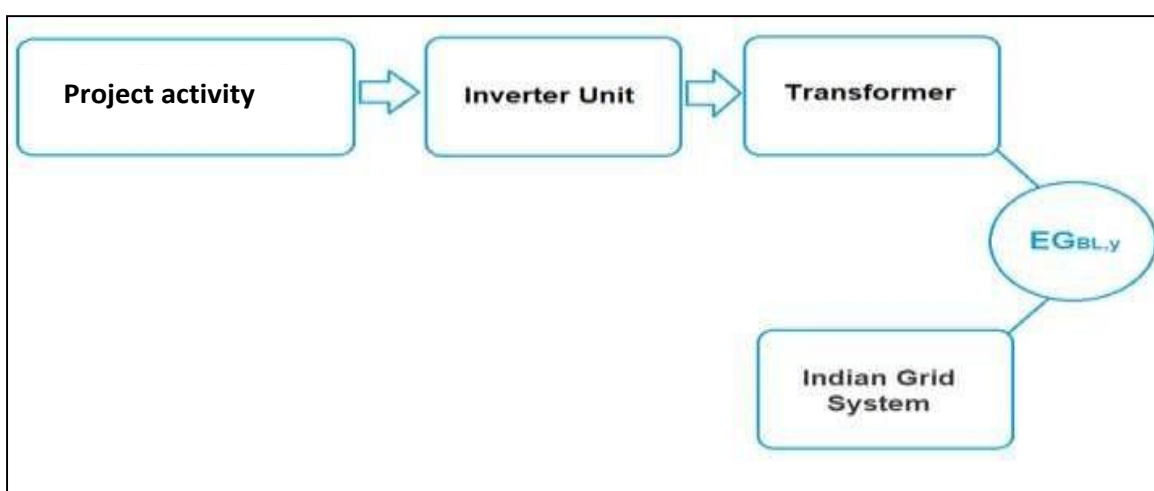 Project activity
Inverter Unit
Transformer
EGBL,y
Indian Grid
System